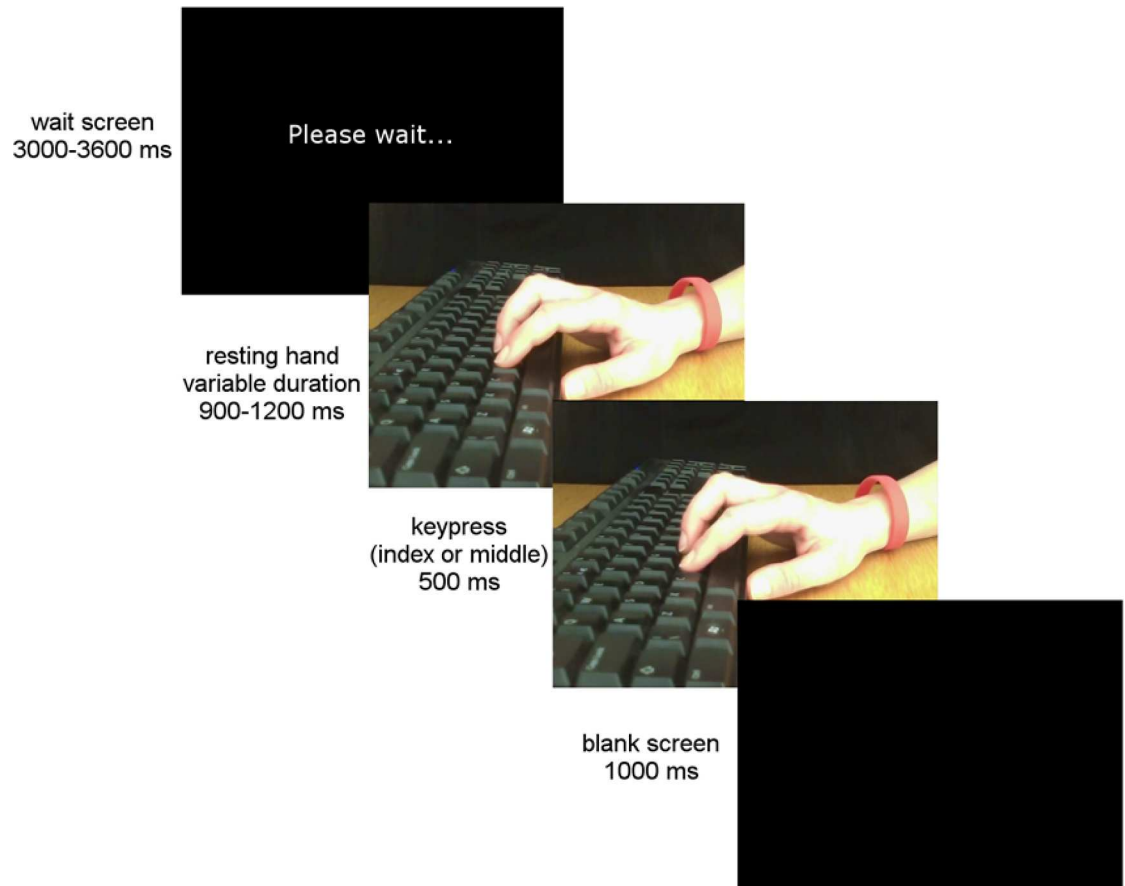 wait screen
3000-3600 ms
Please wait...
resting hand
variable duration
900-1200 ms
keypress
(index or middle)
500 ms
blank screen
1000 ms